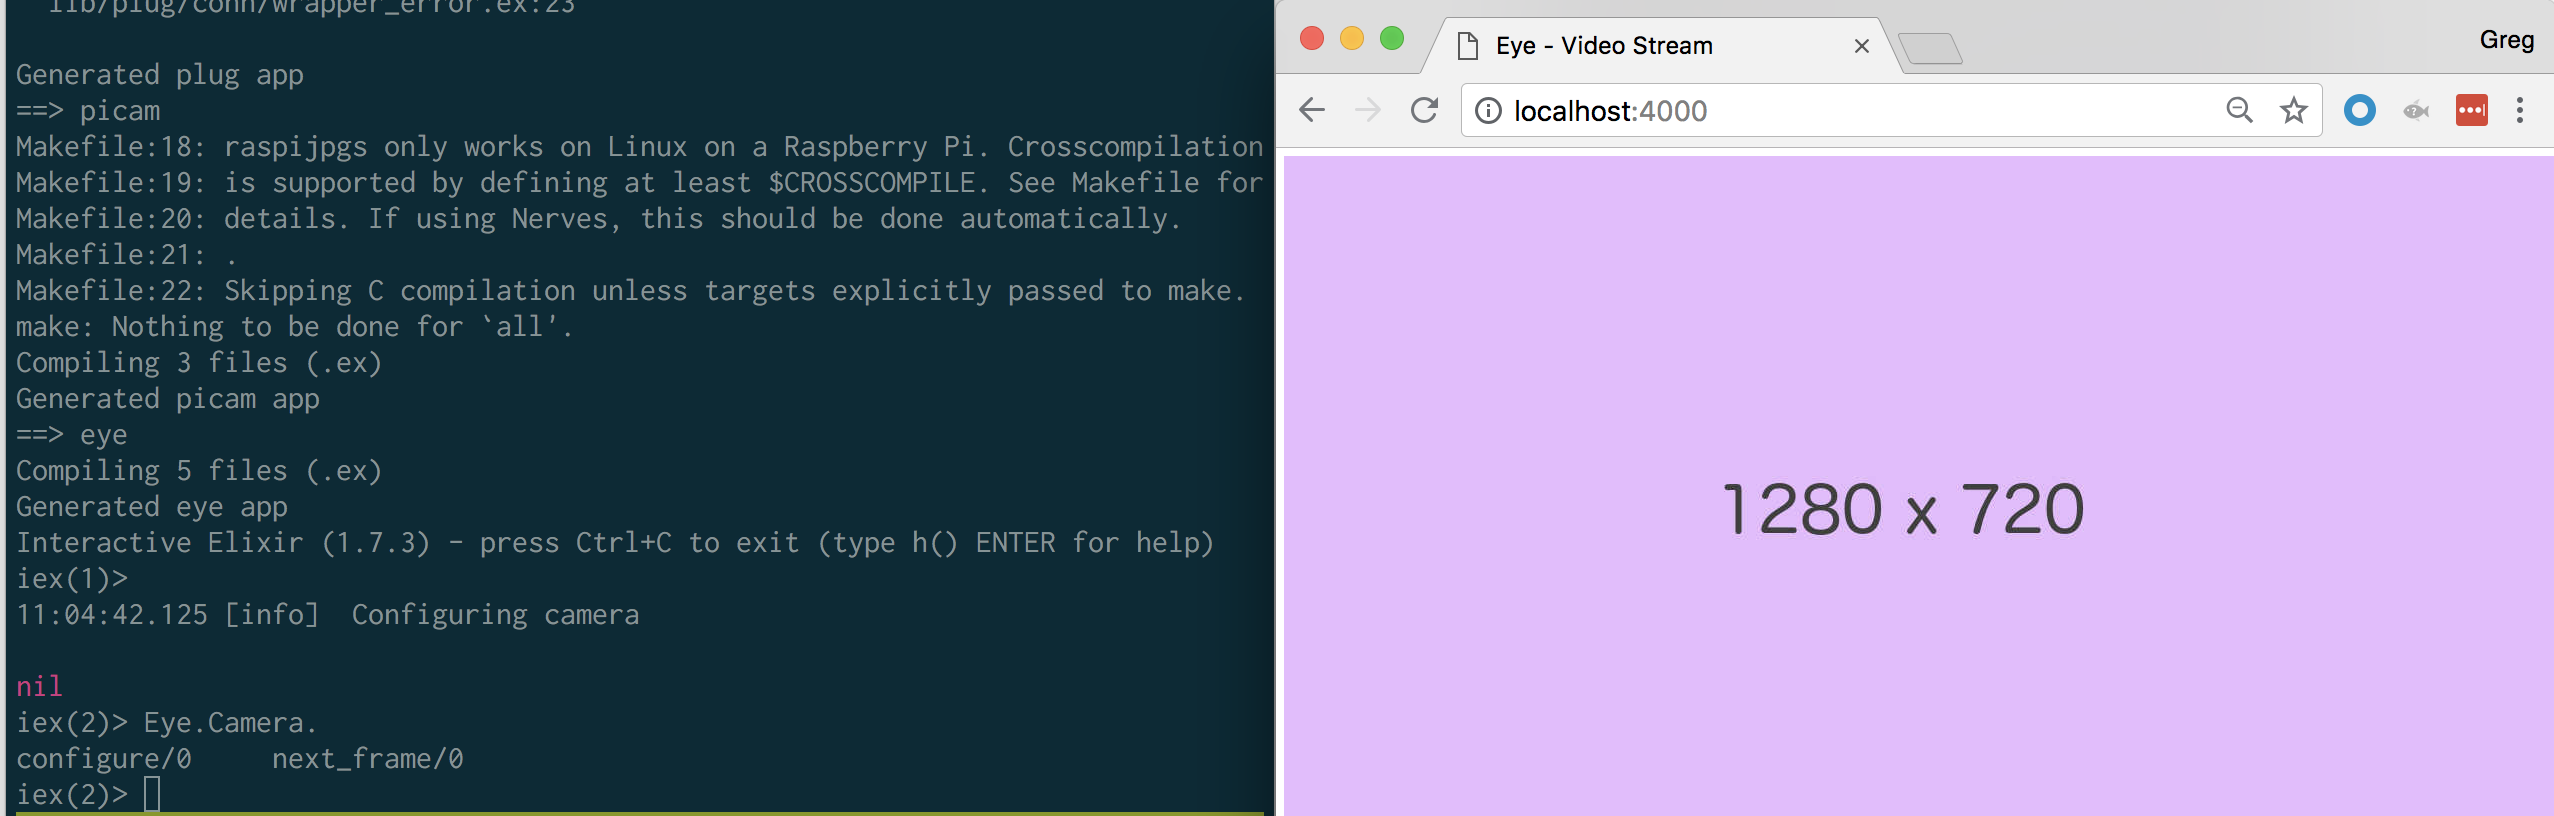 lib/plug/conn/wrapper_error.ex:23
Generated plug app
==> picam
Makefile:18: raspijpgs only works on Linux on a Raspberry Pi. Crosscompilation
Makefile:19: is supported by defining at least $CROSSCOMPILE. See Makefile for
Makefile:20: details. If using Nerves, this should be done automatically.
Makefile:21: .
Makefile:22: Skipping C compilation unless targets explicitly passed to make.
make: Nothing to be done for `all'.
Compiling 3 files (.ex)
Generated picam app
==> eye
Compiling 5 files (.ex)
Generated eye app
Interactive Elixir (1.7.3) - press Ctrl+C to exit (type h() ENTER for help)
iex(1)>
11:04:42.125 [info]  Configuring camera
nil
iex(2)> Eye.Camera.
configure/0     next_frame/0
iex(2)>
Eye - Video Stream
Greg
localhost:4000
1280 x 720